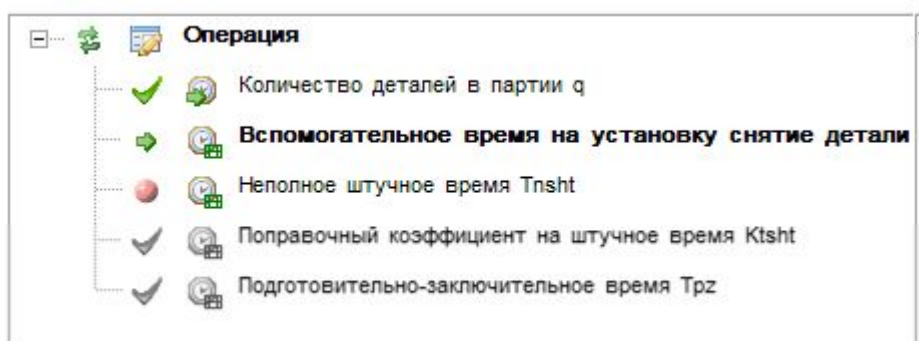 Операция
Количество деталей в партии q
Вспомогательное время на установку снятие детали
Неполное штучное время Tnsht
Поправочный коэффициент на штучное время Ktsht
Подготовительно-заключительное время Tpz